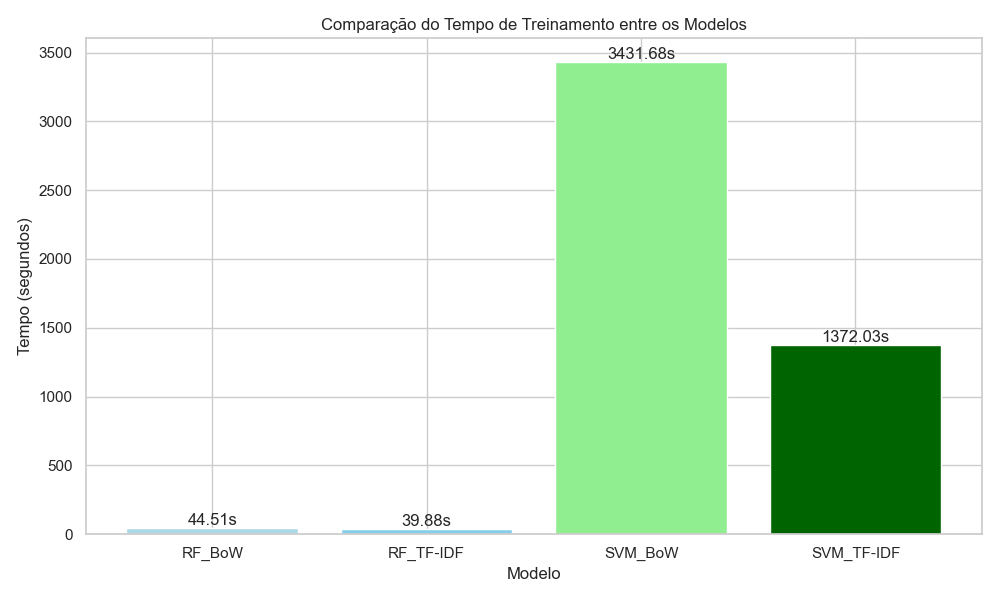 Comparação do Tempo de Treinamento entre os Modelos
Tempo (segundos)
3500
3000
2500
2000
1500
1000
500
0
44.51s
39.88s
3431.68s
1372.03s
RF_BoW
RF_TF-IDF
SVM_BoW
SVM_TF-IDF
Modelo